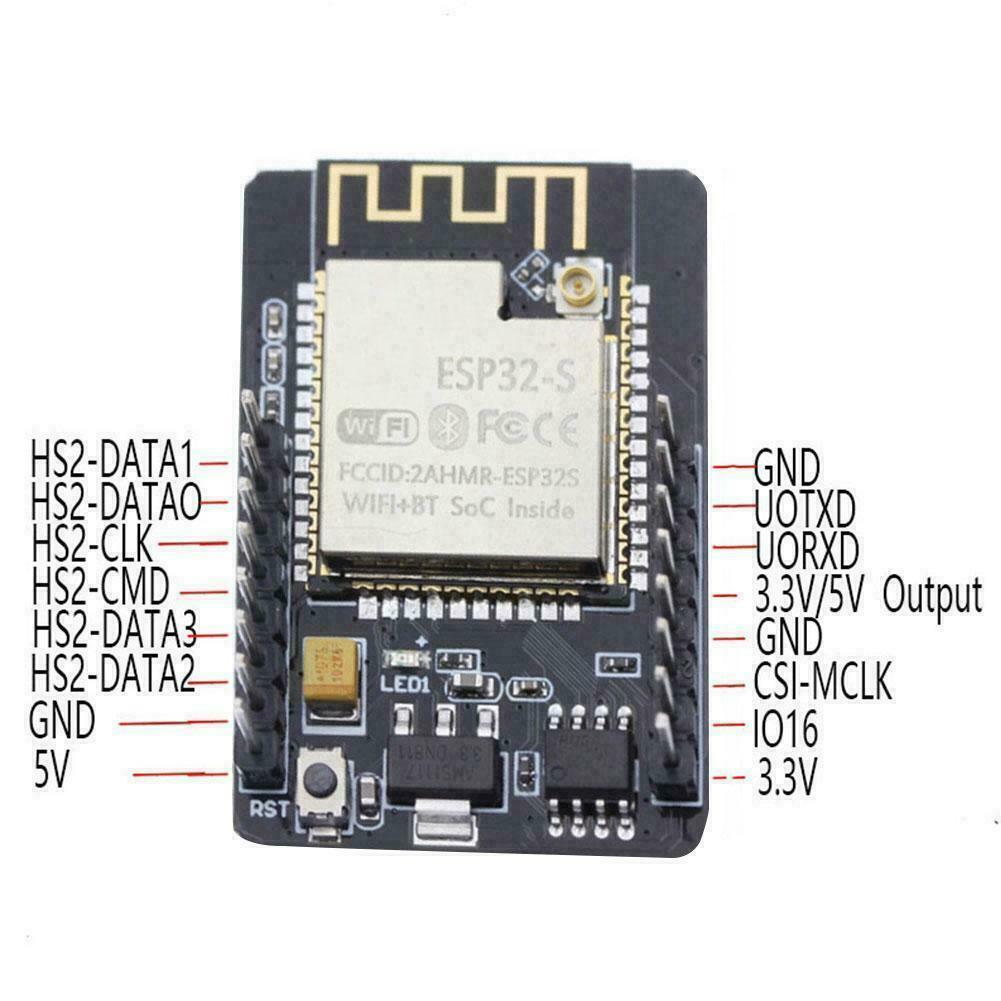 ESP32-S
WiFi FC CE
FCCID:2AHMR-ESP32S
WIFI+BT SoC Inside
HS2-DATA1
HS2-DATAO
HS2-CLK
HS2-CMD
HS2-DATA3
HS2-DATA2
GND
5V
GND
UOTXD
UORXD
3.3V/5V Output
GND
CSI-MCLK
IO16
3.3V
LED1
+
RST
AMS1117
3.3 DN811